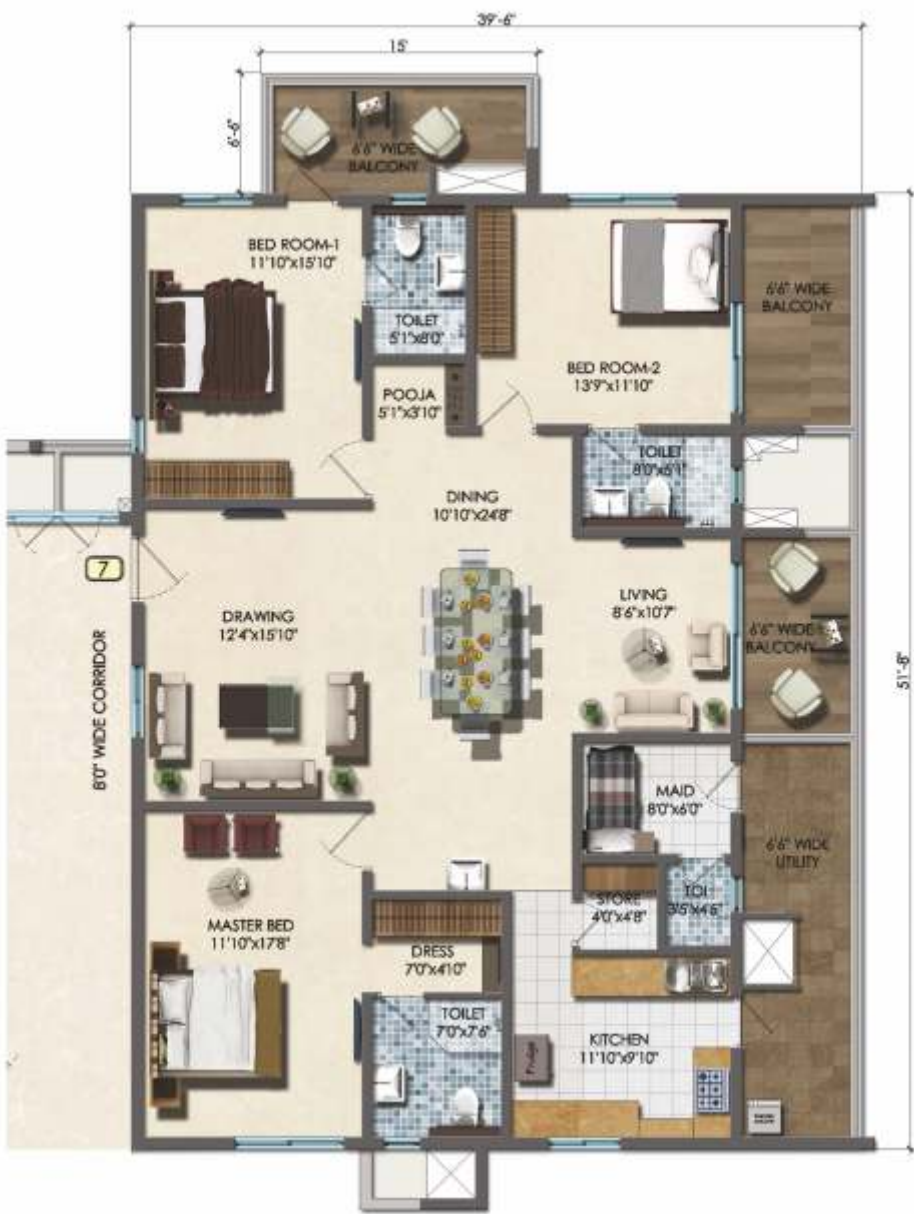 39'-6"
15'
6'-6"
6'6" WIDE
BALCONY
BED ROOM-1
11'10"x15'10"
TOILET
5'1"x8'0"
POOJA
5'1"x3'10"
BED ROOM-2
13'9"x11'10"
6'6" WIDE
BALCONY
TOILET
DINING
10'10"x24'8"
7
DRAWING
12'4"x15'10"
LIVING
8'6"x10'7"
6'6" WIDE
BALCONY
8'0" WIDE CORRIDOR
51'-8"
MAID
8'0"x6'0"
6'6" WIDE
UTILITY
STORE
4'0"x4'8"
TOI
3'5"x4'6"
MASTER BED
11'10"x17'8"
DRESS
7'0"x4'10"
TOILET
7'0"x7'6"
KITCHEN
11'10"x9'10"
Fridge